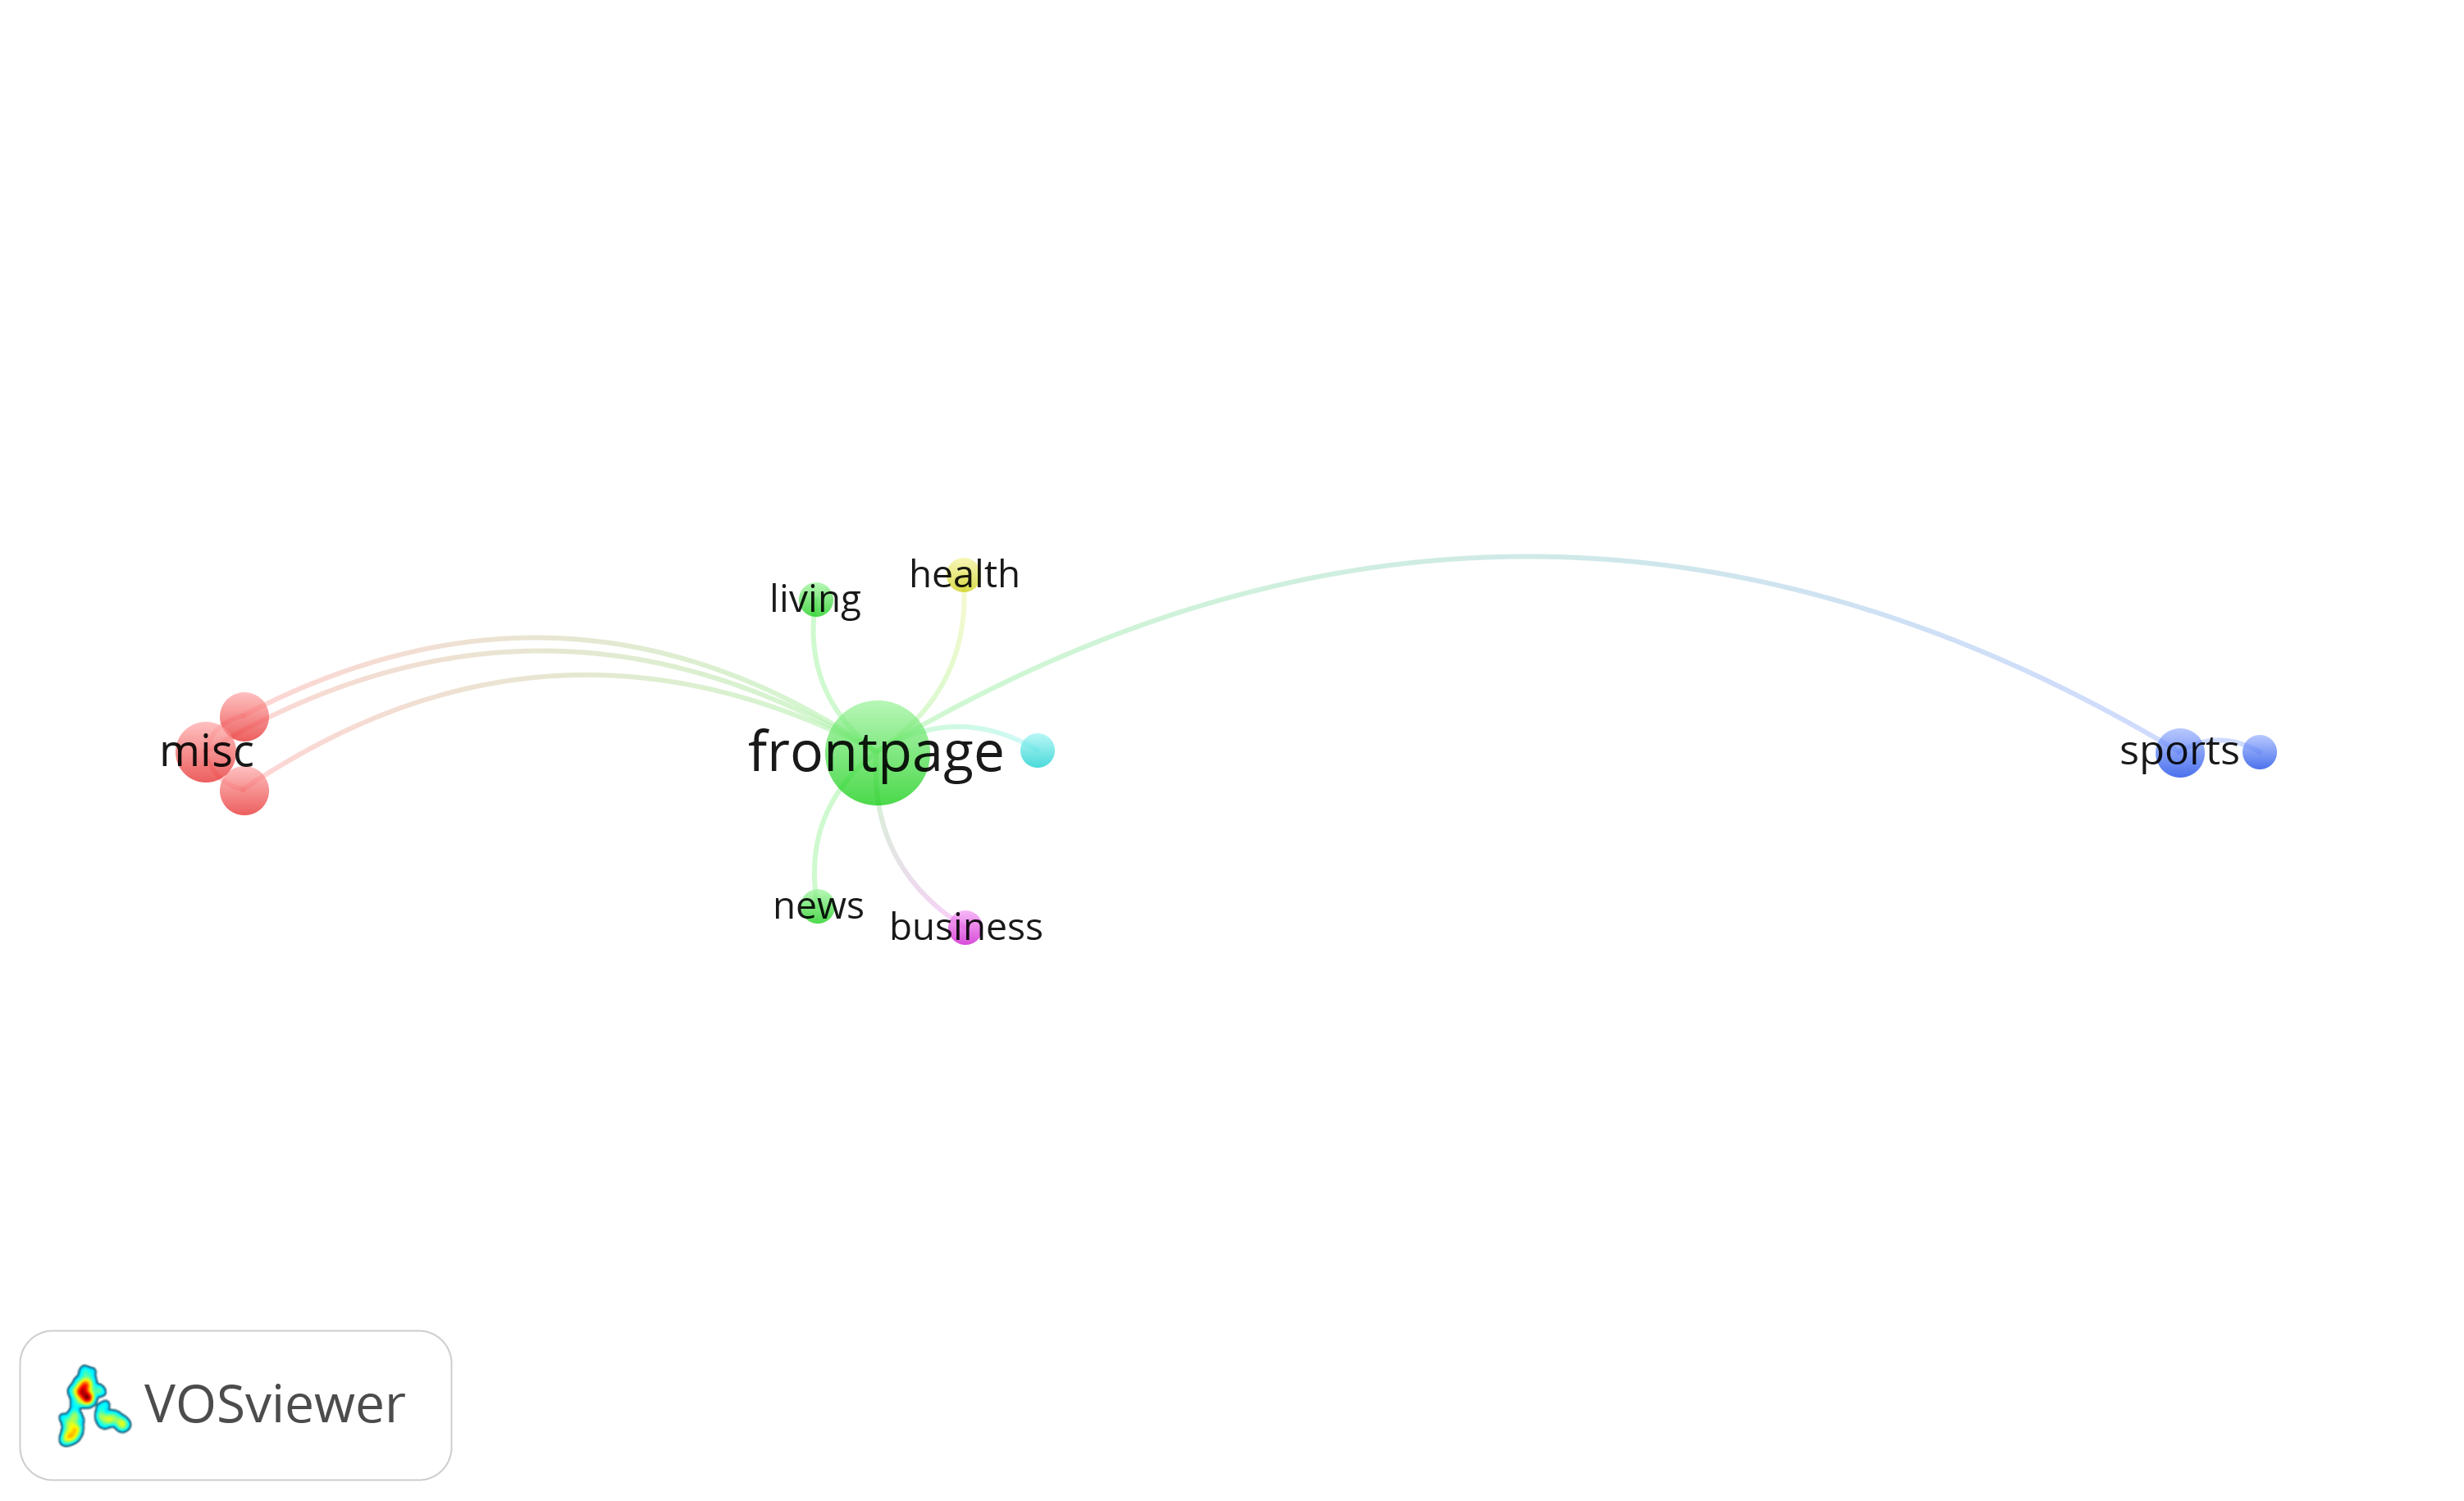 health
living
misc
frontpage
sports
news
business
VOSviewer